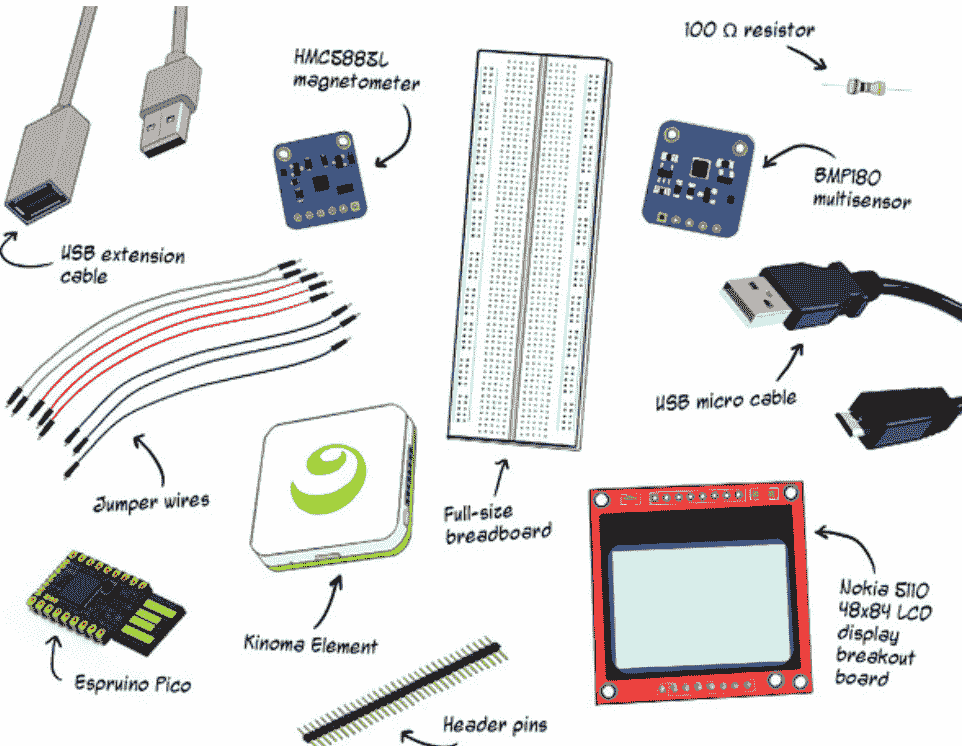 100 Ω resistor
HMC5883L
magnetometer
BMP180
multisensor
USB extension
cable
USB micro cable
Jumper wires
Full-size
breadboard
Nokia 5110
48x84 LCD
display
breakout
board
Kinoma Element
Espruino Pico
Header pins